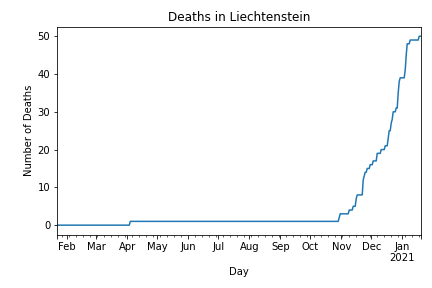 Deaths in Liechtenstein
50
40
30
20
10
0
Number of Deaths
Feb Mar Apr May Jun Jul Aug Sep Oct Nov Dec Jan
2021
Day